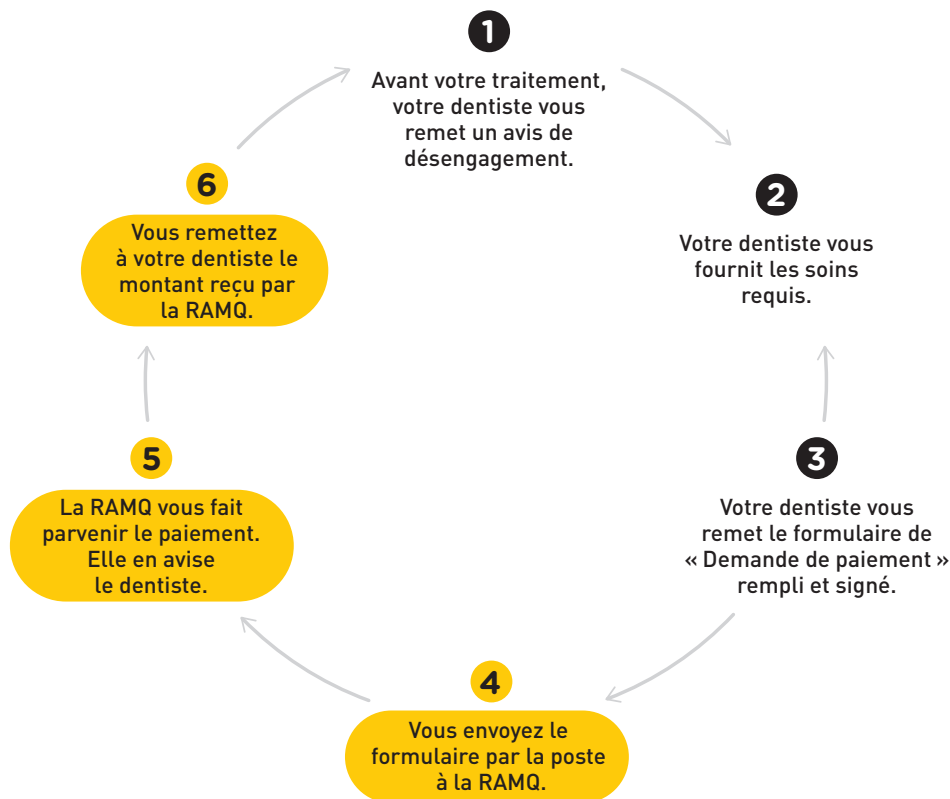 1
Avant votre traitement,
votre dentiste vous
remet un avis de
désengagement.
2
Votre dentiste vous
fournit les soins
requis.
3
Votre dentiste vous
remet le formulaire de
« Demande de paiement »
rempli et signé.
4
Vous envoyez le
formulaire par la poste
à la RAMQ.
5
La RAMQ vous fait
parvenir le paiement.
Elle en avise
le dentiste.
6
Vous remettez
à votre dentiste le
montant reçu par
la RAMQ.